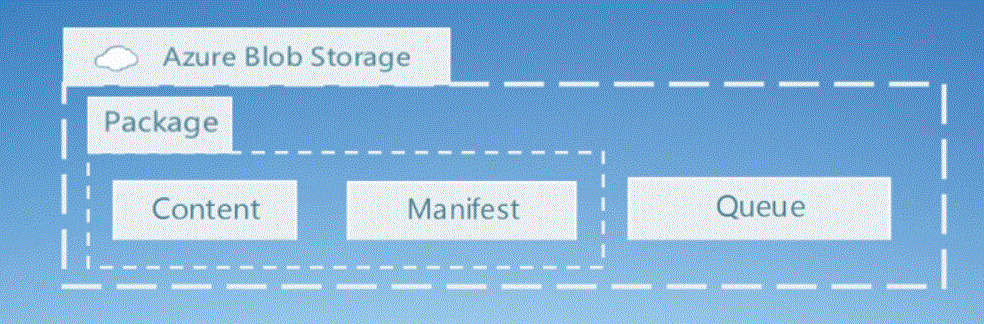 Azure Blob Storage
Package
Content
Manifest
Queue